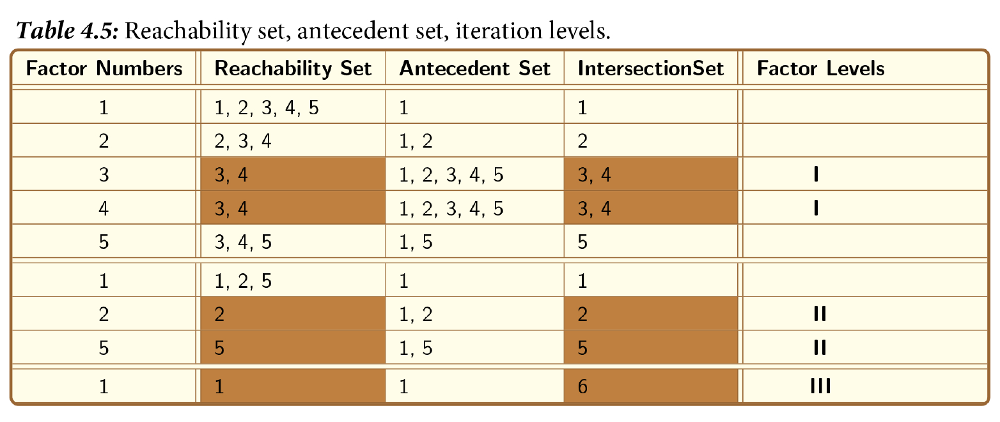 Table 4.5: Reachability set, antecedent set, iteration levels.
Factor Numbers Reachability Set Antecedent Set IntersectionSet Factor Levels
1 1, 2, 3, 4, 5 1 1
2 2, 3, 4 1, 2 2
3 3, 4 1, 2, 3, 4, 5 3, 4 I
4 3, 4 1, 2, 3, 4, 5 3, 4 I
5 3, 4, 5 1, 5 5
1 1, 2, 5 1 1
2 2 1, 2 2 II
5 5 1, 5 5 II
1 1 1 6 III